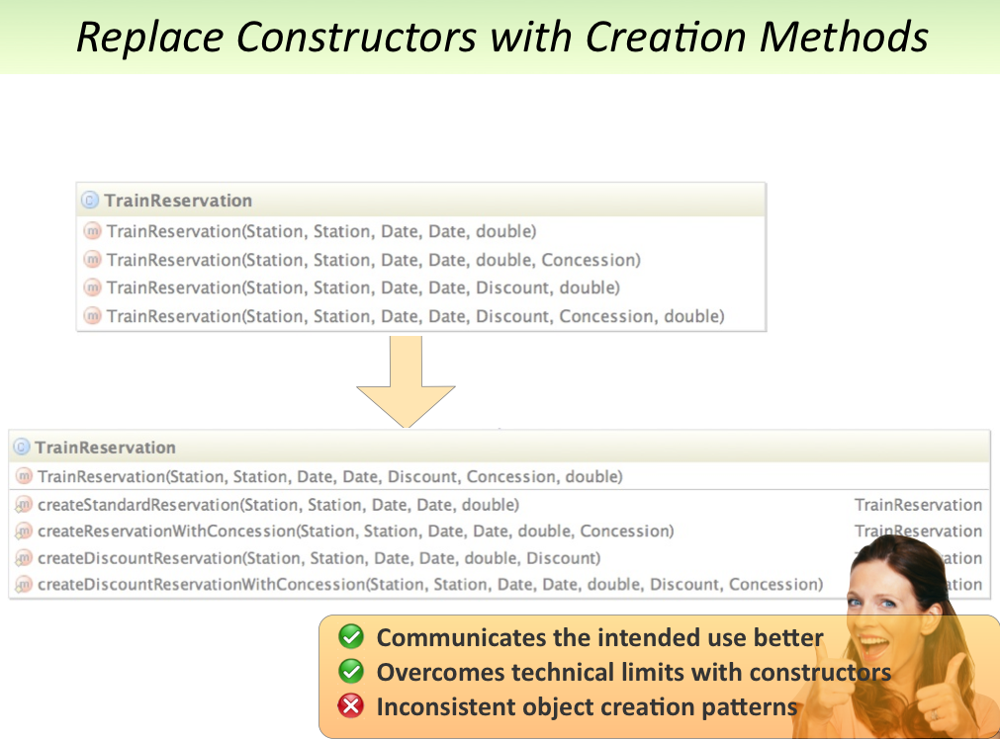 Replace Constructors with Creation Methods
C TrainReservation
m TrainReservation(Station, Station, Date, Date, double)
m TrainReservation(Station, Station, Date, Date, double, Concession)
m TrainReservation(Station, Station, Date, Date, Discount, double)
m TrainReservation(Station, Station, Date, Date, Discount, Concession, double)
C TrainReservation
m TrainReservation(Station, Station, Date, Date, Discount, Concession, double)
m createStandardReservation(Station, Station, Date, Date, double) TrainReservation
m createReservationWithConcession(Station, Station, Date, Date, double, Concession) TrainReservation
m createDiscountReservation(Station, Station, Date, Date, double, Discount)
m createDiscountReservationWithConcession(Station, Station, Date, Date, double, Discount, Concession)
Communicates the intended use better
Overcomes technical limits with constructors
Inconsistent object creation patterns